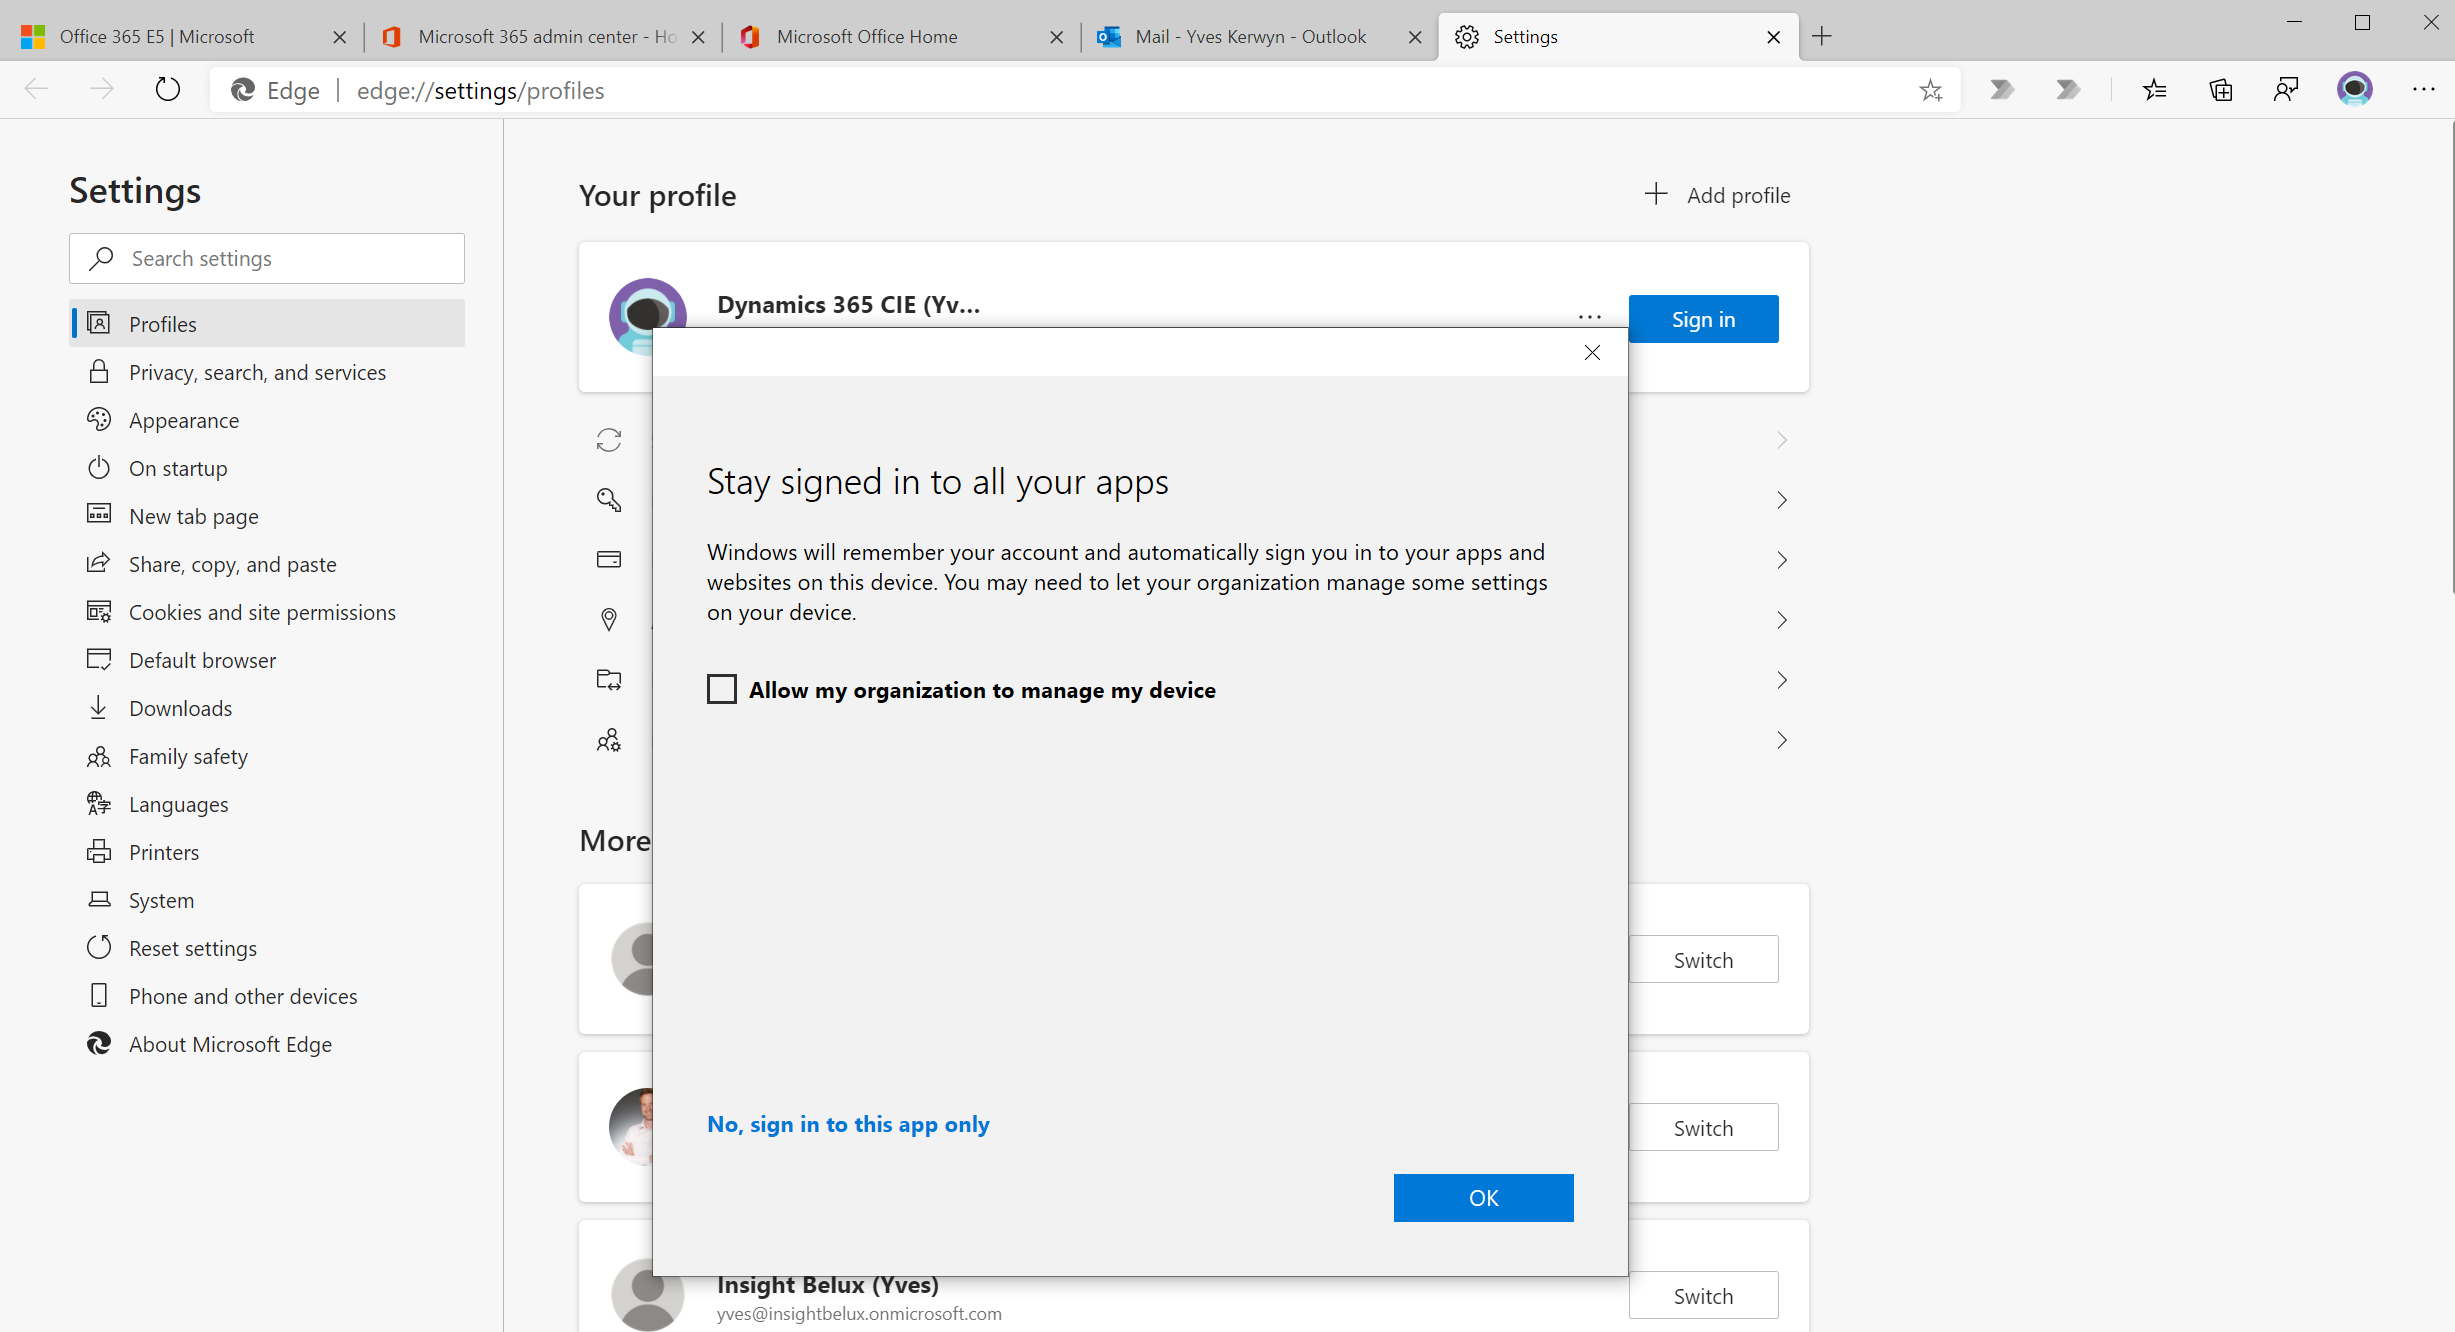 Office 365 E5 | Microsoft
Microsoft 365 admin center - Ho
Microsoft Office Home
Mail - Yves Kerwyn - Outlook
Settings
Edge | edge://settings/profiles
Settings
Search settings
Profiles
Privacy, search, and services
Appearance
On startup
New tab page
Share, copy, and paste
Cookies and site permissions
Default browser
Downloads
Family safety
Languages
Printers
System
Reset settings
Phone and other devices
About Microsoft Edge
Your profile
Add profile
Dynamics 365 CIE (Yv...
Sign in
Stay signed in to all your apps
Windows will remember your account and automatically sign you in to your apps and
websites on this device. You may need to let your organization manage some settings
on your device.
Allow my organization to manage my device
No, sign in to this app only
OK
More
Switch
Switch
Insight Belux (Yves)
yves@insightbelux.onmicrosoft.com
Switch